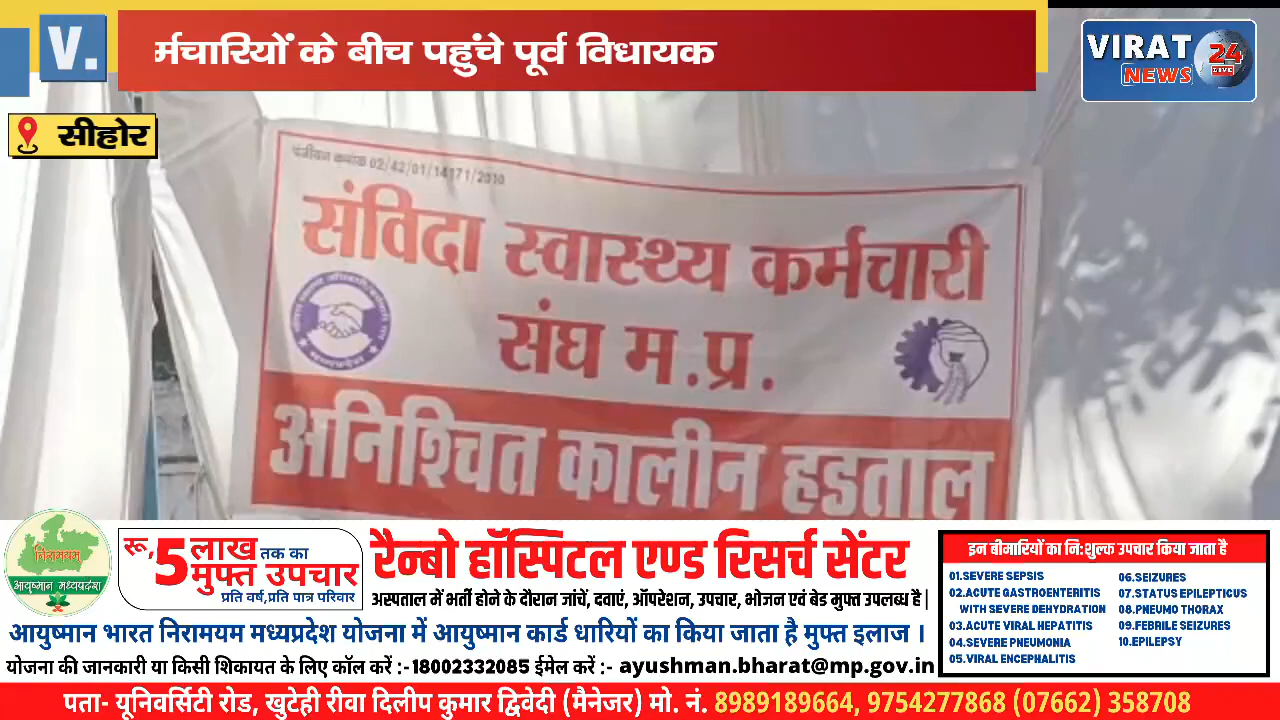 V.
र्मचारियों के बीच पहुंचे पूर्व विधायक
VIRAT 24
NEWS LIVE
सीहोर
पंजीयन क्रमांक 02/42/01/14171/2010
संविदा स्वास्थ्य कर्मचारी
संघ म.प्र.
अनिश्चित कालीन हडताल
निरामयम
आयुष्मान मध्यप्रदेश
रू,5 लाख तक का
मुफ्त उपचार
प्रति वर्ष,प्रति पात्र परिवार
रैन्बो हॉस्पिटल एण्ड रिसर्च सेंटर
अस्पताल में भर्ती होने के दौरान जांचें, दवाएं, ऑपरेशन, उपचार, भोजन एवं बेड मुफ्त उपलब्ध है |
आयुष्मान भारत निरामयम मध्यप्रदेश योजना में आयुष्मान कार्ड धारियों का किया जाता है मुफ्त इलाज ।
योजना की जानकारी या किसी शिकायत के लिए कॉल करें :-18002332085 ईमेल करें :- ayushman.bharat@mp.gov.in
इन बीमारियों का नि:शुल्क उपचार किया जाता है
01.SEVERE SEPSIS
02.ACUTE GASTROENTERITIS
WITH SEVERE DEHYDRATION
03.ACUTE VIRAL HEPATITIS
04.SEVERE PNEUMONIA
05.VIRAL ENCEPHALITIS
06.SEIZURES
07.STATUS EPILEPTICUS
08.PNEUMO THORAX
09.FEBRILE SEIZURES
10.EPILEPSY
पता- यूनिवर्सिटी रोड, खुटेही रीवा दिलीप कुमार द्विवेदी (मैनेजर) मो. नं. 8989189664, 9754277868 (07662) 358708